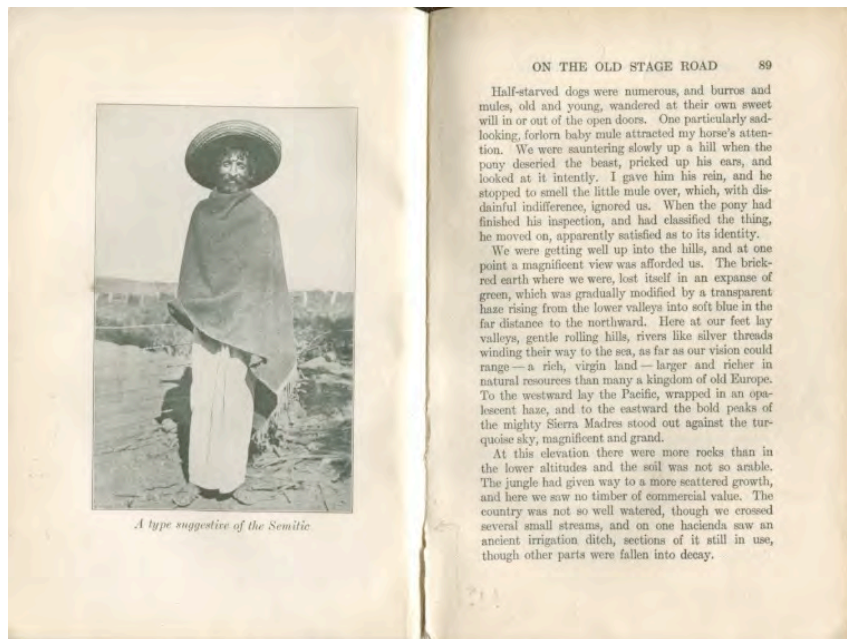 A type suggestive of the Semitic
ON THE OLD STAGE ROAD 89
Half-starved dogs were numerous, and burros and
mules, old and young, wandered at their own sweet
will in or out of the open doors. One particularly sad-
looking, forlorn baby mule attracted my horse's atten-
tion. We were sauntering slowly up a hill when the
pony descried the beast, pricked up his ears, and
looked at it intently. I gave him his rein, and he
stopped to smell the little mule over, which, with dis-
dainful indifference, ignored us. When the pony had
finished his inspection, and had classified the thing,
he moved on, apparently satisfied as to its identity.
We were getting well up into the hills, and at one
point a magnificent view was afforded us. The brick-
red earth where we were, lost itself in an expanse of
green, which was gradually modified by a transparent
haze rising from the lower valleys into soft blue in the
far distance to the northward. Here at our feet lay
valleys, gentle rolling hills, rivers like silver threads
winding their way to the sea, as far as our vision could
range — a rich, virgin land — larger and richer in
natural resources than many a kingdom of old Europe.
To the westward lay the Pacific, wrapped in an opa-
lescent haze, and to the eastward the bold peaks of
the mighty Sierra Madres stood out against the tur-
quoise sky, magnificent and grand.
At this elevation there were more rocks than in
the lower altitudes and the soil was not so arable.
The jungle had given way to a more scattered growth,
and here we saw no timber of commercial value. The
country was not so well watered, though we crossed
several small streams, and on one hacienda saw an
ancient irrigation ditch, sections of it still in use,
though other parts were fallen into decay.